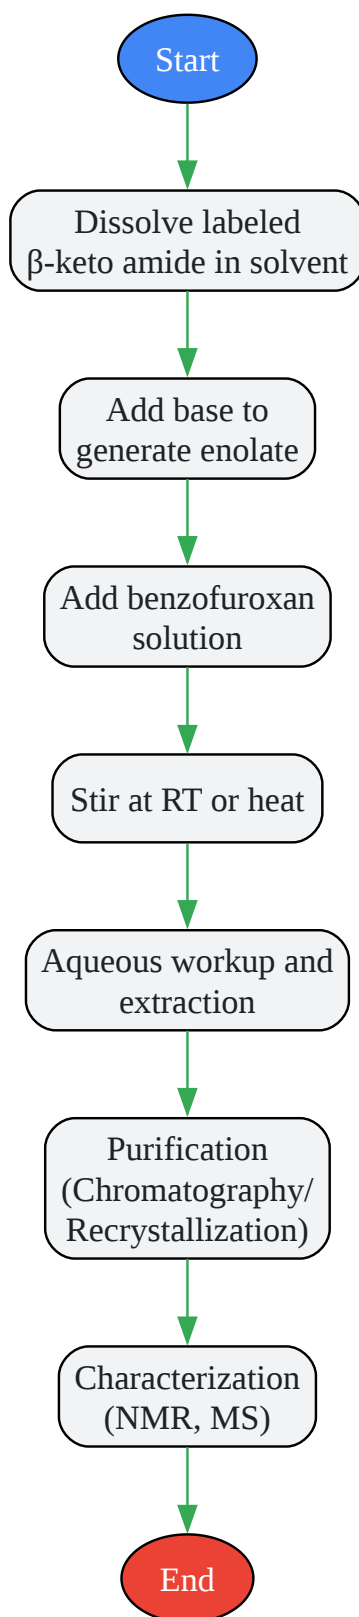 Start
Dissolve labeled
β-keto amide in solvent
Add base to
generate enolate
Add benzofuroxan
solution
Stir at RT or heat
Aqueous workup and
extraction
Purification
(Chromatography/
Recrystallization)
Characterization
(NMR, MS)
End